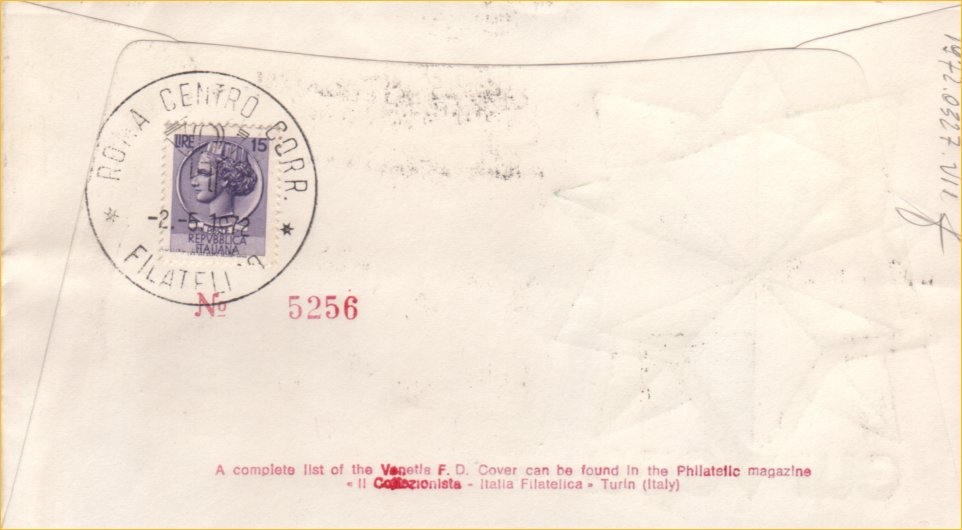 ROMA CENTRO CORR.
LIRE 15
-2.-5.1972
REPVBBLICA
ITALIANA
FILATELICO
№ 5256
A complete list of the Venetia F. D. Cover can be found in the Philatelic magazine
« Il Collezionista - Italia Filatelica » Turin (Italy)